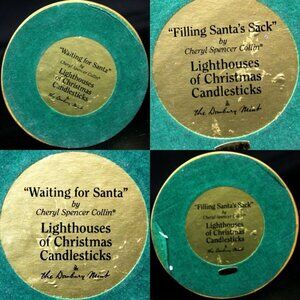 "Waiting for Santa"
by
Cheryl Spencer Collin®
Lighthouses
of Christmas
Candlesticks
&
the Danbury Mint
"Filling Santa's Sack"
by
Cheryl Spencer Collin®
Lighthouses
of Christmas
Candlesticks
&
the Danbury Mint
"Waiting for Santa"
by
Cheryl Spencer Collin®
Lighthouses
of Christmas
Candlesticks
&
the Danbury Mint
"Filling Santa's Sack"
by
Cheryl Spencer Collin®
Lighthouses
of Christmas
Candlesticks
&
the Danbury Mint